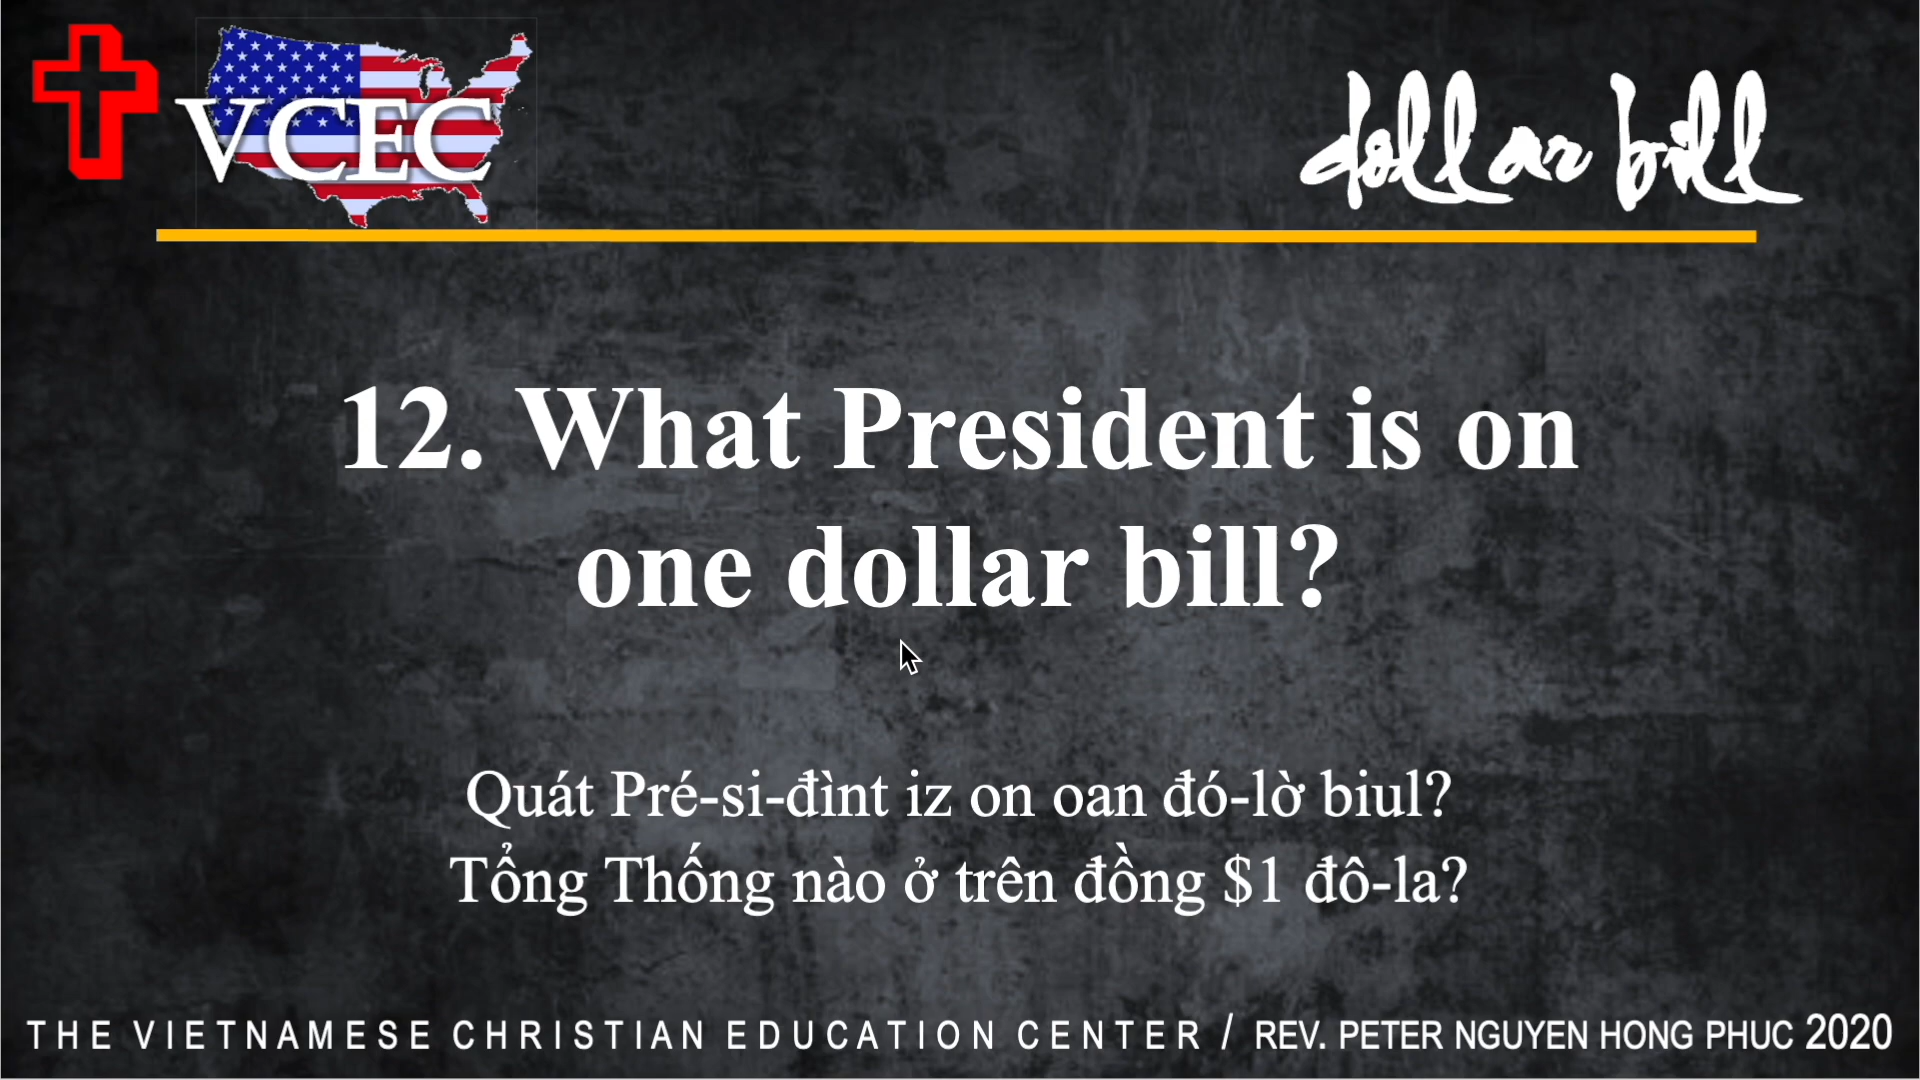 VCEC
dollar bill
12. What President is on
one dollar bill?
Quát Pré-si-đình iz on oan đó-lờ biul?
Tổng Thống nào ở trên đồng $1 đô-la?
THE VIETNAMESE CHRISTIAN EDUCATION CENTER / REV. PETER NGUYEN HONG PHUC 2020